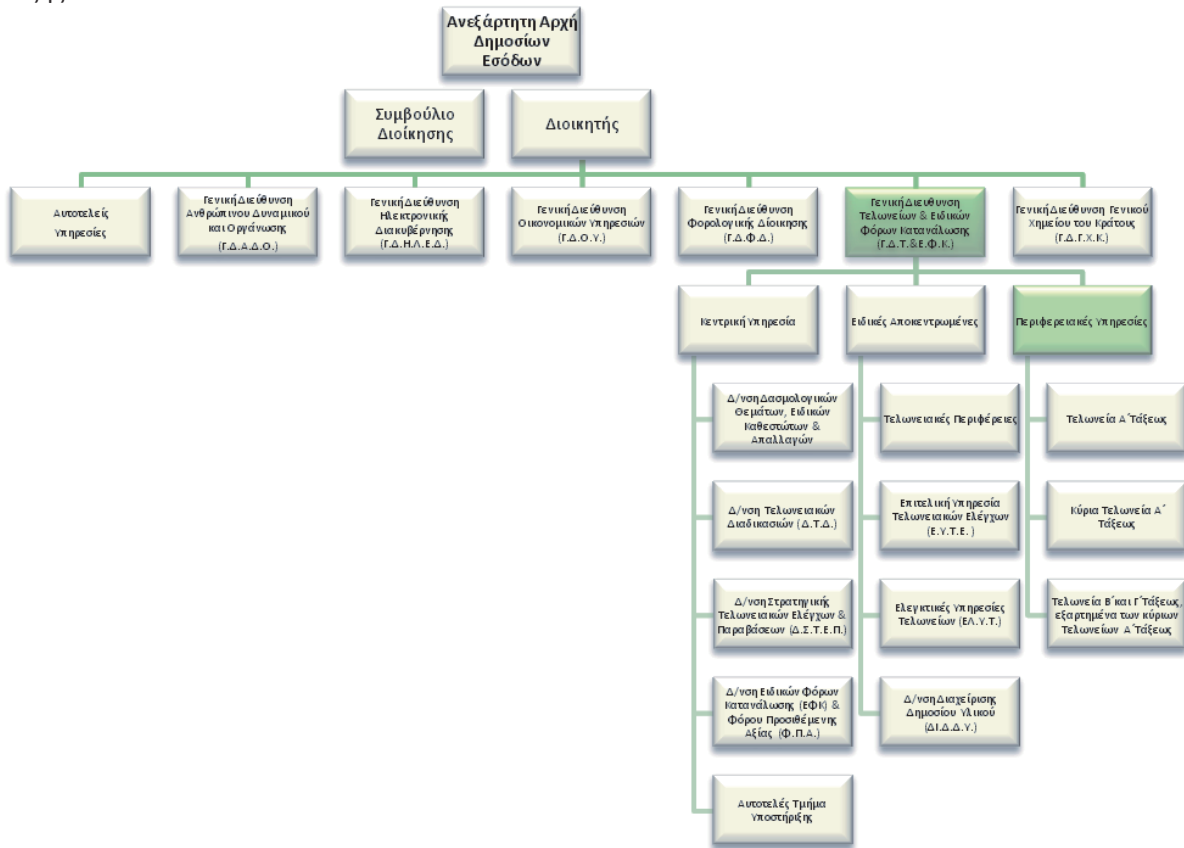 Ανεξάρτητη Αρχή
Δημοσίων
Εσόδων
Συμβούλιο
Διοίκησης
Διοικητής
Αυτοτελείς
Υπηρεσίες
Γενική Διεύθυνση
Ανθρώπινου Δυναμικού
και Οργάνωσης
(Γ.Δ.Α.Δ.Ο.)
Γενική Διεύθυνση
Ηλεκτρονικής
Διακυβέρνησης
(Γ.Δ.Η.Λ.Ε.Δ.)
Γενική Διεύθυνση
Οικονομικών Υπηρεσιών
(Γ.Δ.Ο.Υ.)
Γενική Διεύθυνση
Φορολογικής Διοίκησης
(Γ.Δ.Φ.Δ.)
Γενική Διευθυνση
Τελωνείων & Ειδικών
Φόρων Κατανάλωσης
(Γ.Δ.Τ.&Ε.Φ.Κ.)
Γενική Διεύθυνση Γενικού
Χημείου του Κράτους
(Γ.Δ.Γ.Χ.Κ.)
Κεντρική Υπηρεσία
Ειδικές Αποκεντρωμένες
Περιφερειακές Υπηρεσίες
Δ/νση Δασμολογικών
Θεμάτων, Ειδικών
Καθεστώτων &
Απαλλαγών
Δ/νση Τελωνειακών
Διαδικασιών (Δ.Τ.Δ.)
Δ/νση Στρατηγικής
Τελωνειακών Ελέγχων &
Παραβάσεων (Δ.Σ.Τ.Ε.Π.)
Δ/νση Ειδικών Φόρων
Κατανάλωσης (ΕΦΚ) &
Φόρου Προσιθέμενης
Αξίας (Φ.Π.Α.)
Αυτοτελές Τμήμα
Υποστήριξης
Τελωνειακές Περιφέρειες
Επιτελική Υπηρεσία
Τελωνειακών Ελέγχων
(Ε.Υ.Τ.Ε. )
Ελεγκτικές Υπηρεσίες
Τελωνείων (ΕΛ.Υ.Τ.)
Δ/νση Διαχείρισης
Δημοσίου Υλικού
(ΔΙ.Δ.Δ.Υ.)
Τελωνεία Α΄Τάξεως
Κύρια Τελωνεία Α΄
Τάξεως
Τελωνεία Β΄και Γ΄Τάξεως,
εξαρτημένα των κύριων
Τελωνείων Α΄Τάξεως